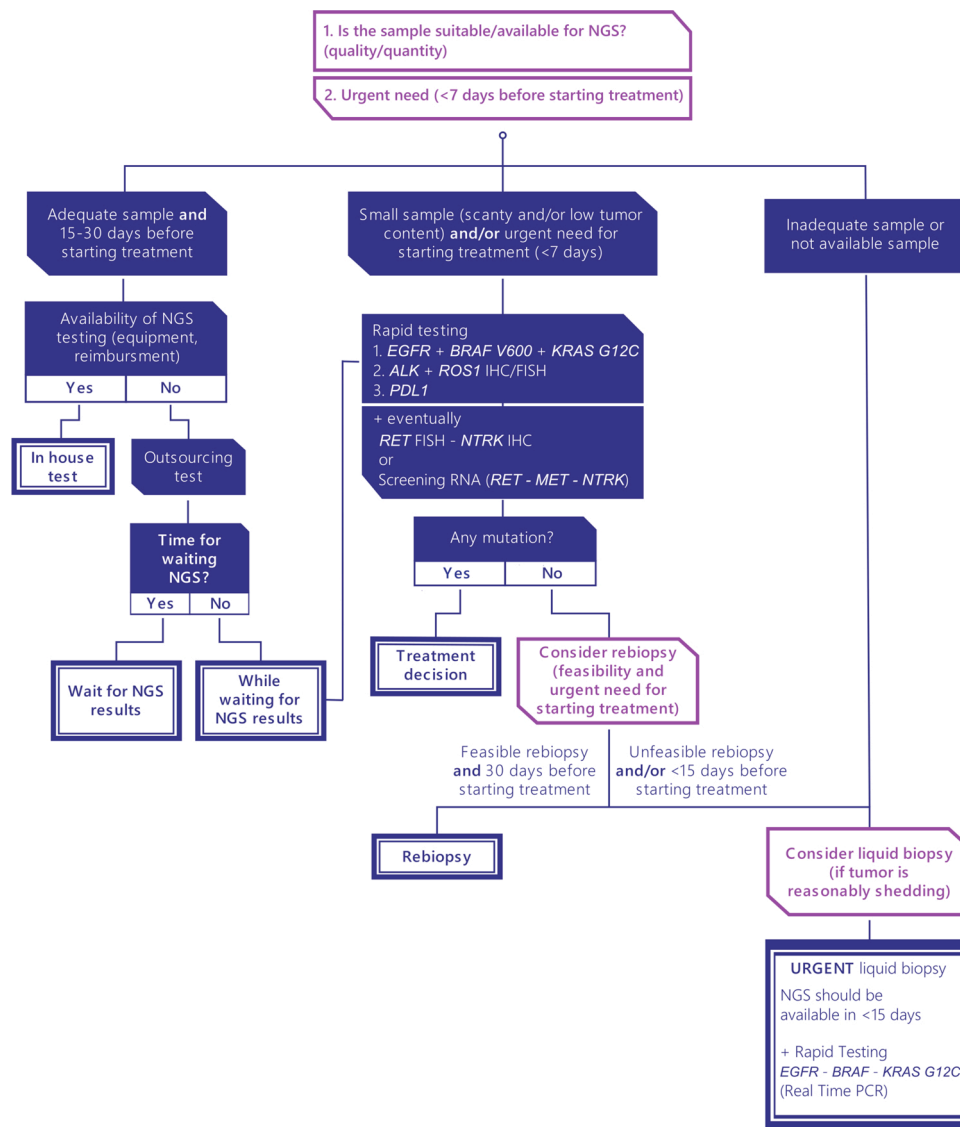 1. Is the sample suitable/available for NGS?
(quality/quantity)
2. Urgent need (<7 days before starting treatment)
Adequate sample and
15-30 days before
starting treatment
Availability of NGS
testing (equipment,
reimbursment)
Yes
No
In house
test
Outsourcing
test
Time for
waiting
NGS?
Yes
No
Wait for NGS
results
While
waiting for
NGS results
Small sample (scanty and/or low tumor
content) and/or urgent need for
starting treatment (<7 days)
Rapid testing
1. EGFR + BRAF V600 + KRAS G12C
2. ALK + ROS1 IHC/FISH
3. PDL1
+ eventually
RET FISH - NTRK IHC
or
Screening RNA (RET - MET - NTRK)
Any mutation?
Yes
No
Treatment
decision
Consider rebiopsy
(feasibility and
urgent need for
starting treatment)
Feasible rebiopsy
and 30 days before
starting treatment
Unfeasible rebiopsy
and/or <15 days before
starting treatment
Rebiopsy
Inadequate sample or
not available sample
Consider liquid biopsy
(if tumor is
reasonably shedding)
URGENT liquid biopsy
NGS should be
available in <15 days
+ Rapid Testing
EGFR - BRAF - KRAS G12C
(Real Time PCR)